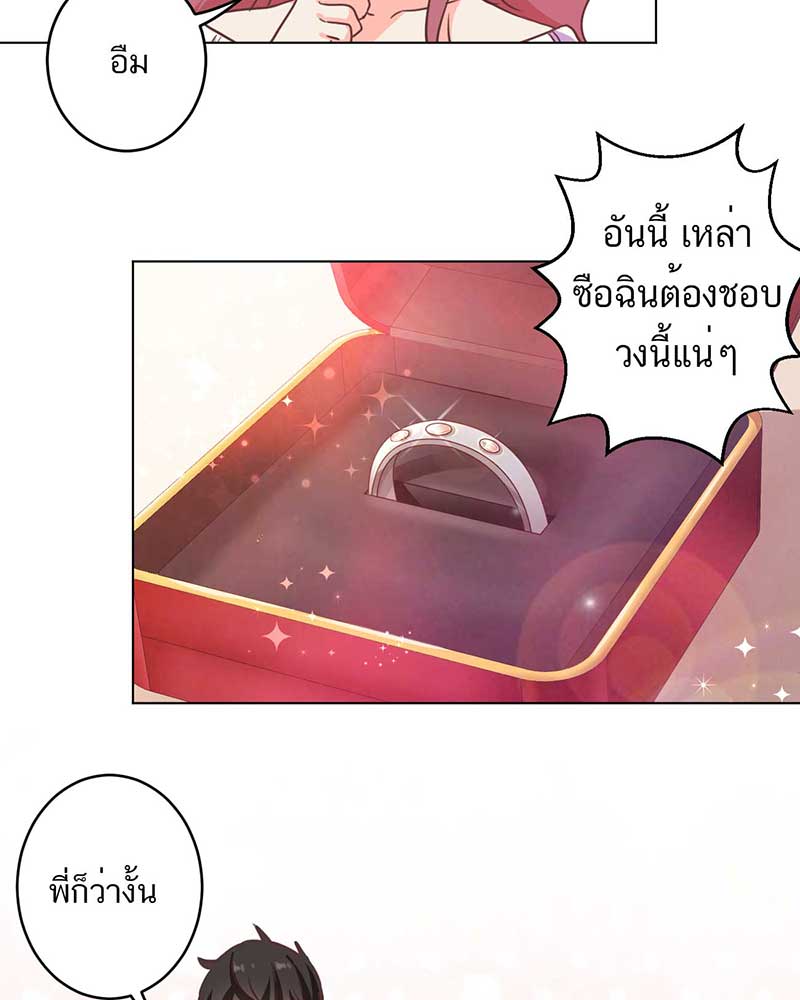 อืม
อันนี้ เหล่า
ซือฉินต้องชอบ
วงนี้แน่ๆ
พี่ก็ว่างั้น